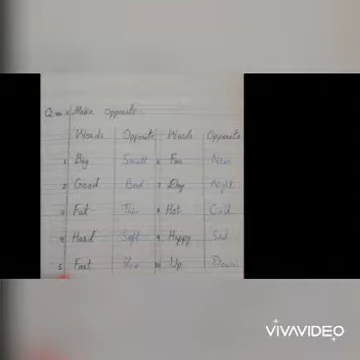 Make Opposite
Words Opposite Words Opposite
1 Big Small 6 Far Near
2 Good Bad 7 Day Night
3 Fat Thin 8 Hot Cold
4 Hard Soft 9 Happy Sad
5 Fast Slow 10 Up Down
VIVAVIDEO